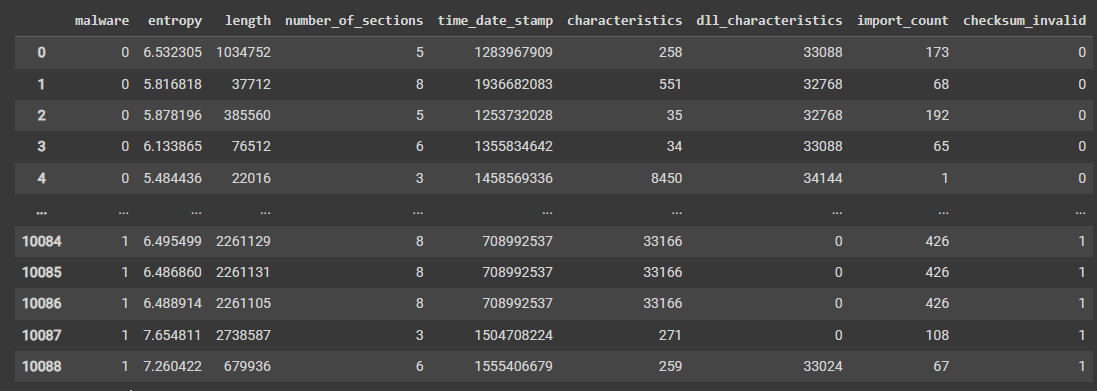 malware entropy length number_of_sections time_date_stamp characteristics dll_characteristics import_count checksum_invalid
0 0 6.532305 1034752 5 1283967909 258 33088 173 0
1 0 5.816818 37712 8 1936682083 551 32768 68 0
2 0 5.878196 385560 5 1253732028 35 32768 192 0
3 0 6.133865 76512 6 1355834642 34 33088 65 0
4 0 5.484436 22016 3 1458569336 8450 34144 1 0
... ... ... ... ... ... ... ... ... ...
10084 1 6.495499 2261129 8 708992537 33166 0 426 1
10085 1 6.486860 2261131 8 708992537 33166 0 426 1
10086 1 6.488914 2261105 8 708992537 33166 0 426 1
10087 1 7.654811 2738587 3 1504708224 271 0 108 1
10088 1 7.260422 679936 6 1555406679 259 33024 67 1